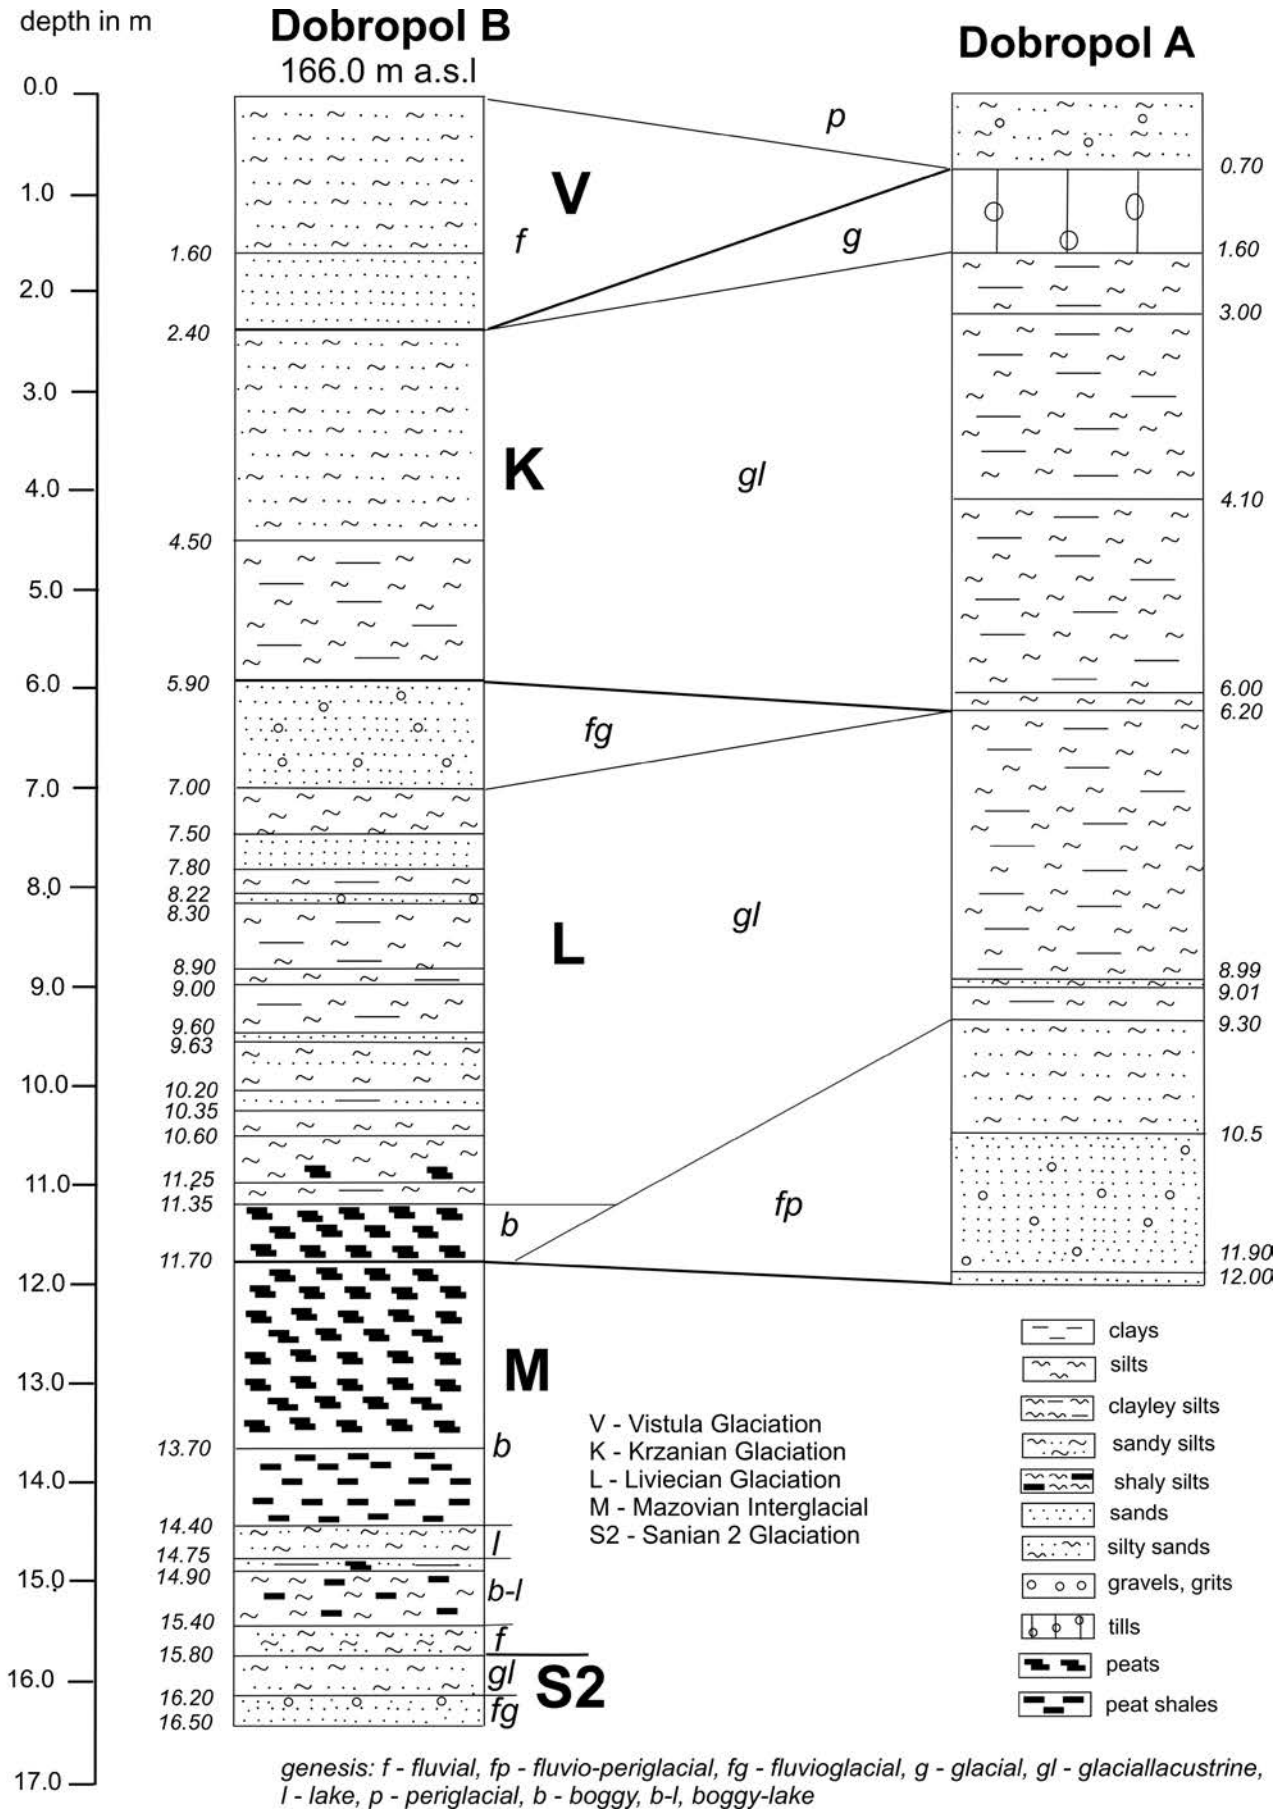 depth in m
Dobropol B
166.0 m a.s.l
Dobropol A
0.0
1.0
2.0
3.0
4.0
5.0
6.0
7.0
8.0
9.0
10.0
11.0
12.0
13.0
14.0
15.0
16.0
17.0
1.60
2.40
4.50
5.90
7.00
7.50
7.80
8.22
8.30
8.90
9.00
9.60
9.63
10.20
10.35
10.60
11.25
11.35
11.70
13.70
14.40
14.75
14.90
15.40
15.80
16.20
16.50
p
V
f
g
K
gl
fg
L
gl
b
fp
M
b
l
b-l
f
gl
S2
fg
0.70
1.60
3.00
4.10
6.00
6.20
8.99
9.01
9.30
10.5
11.90
12.00
V - Vistula Glaciation
K - Krzanian Glaciation
L - Liviecian Glaciation
M - Mazovian Interglacial
S2 - Sanian 2 Glaciation
clays
silts
clayley silts
sandy silts
shaly silts
sands
silty sands
gravels, grits
tills
peats
peat shales
genesis: f - fluvial, fp - fluvio-periglacial, fg - fluvioglacial, g - glacial, gl - glaciallacustrine,
l - lake, p - periglacial, b - boggy, b-l, boggy-lake